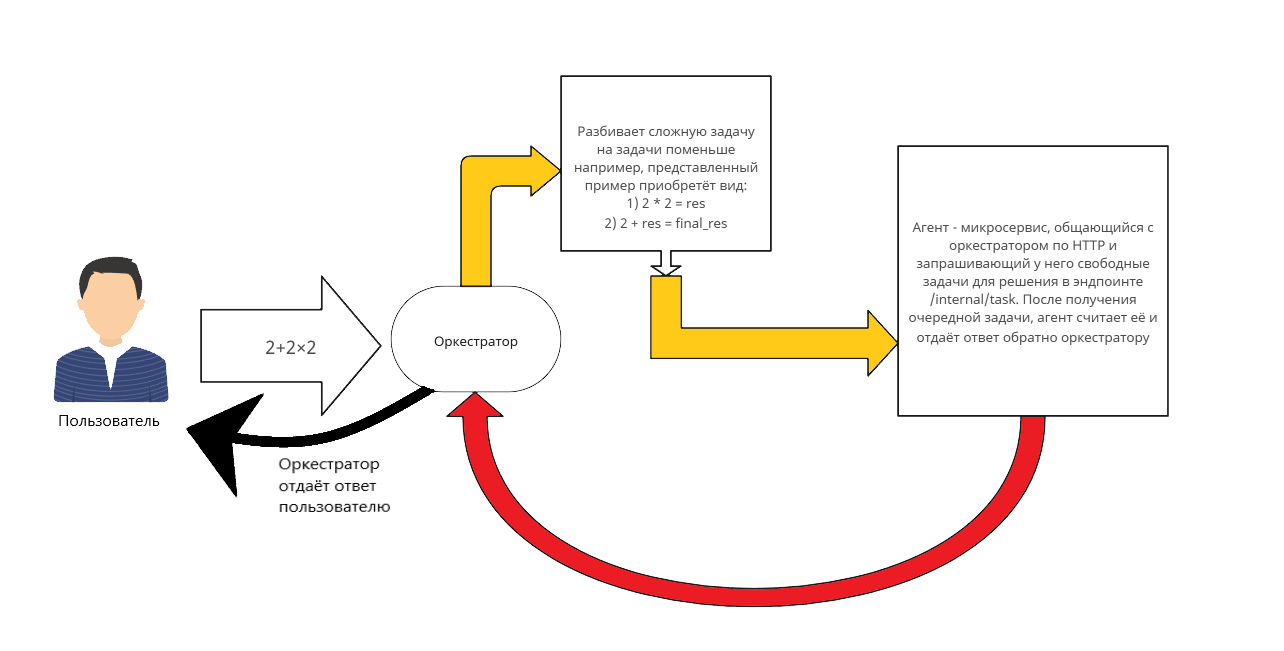 Разбивает сложную задачу
на задачи поменьше
например, представленный
пример приобретёт вид:
1) 2 * 2 = res
2) 2 + res = final_res
Агент - микросервис, общающийся с
оркестратором по HTTP и
запрашивающий у него свободные
задачи для решения в эндпоинте
/internal/task. После получения
очередной задачи, агент считает её и
отдаёт ответ обратно оркестратору
2+2×2
Оркестратор
Пользователь
Оркестратор
отдаёт ответ
пользователю